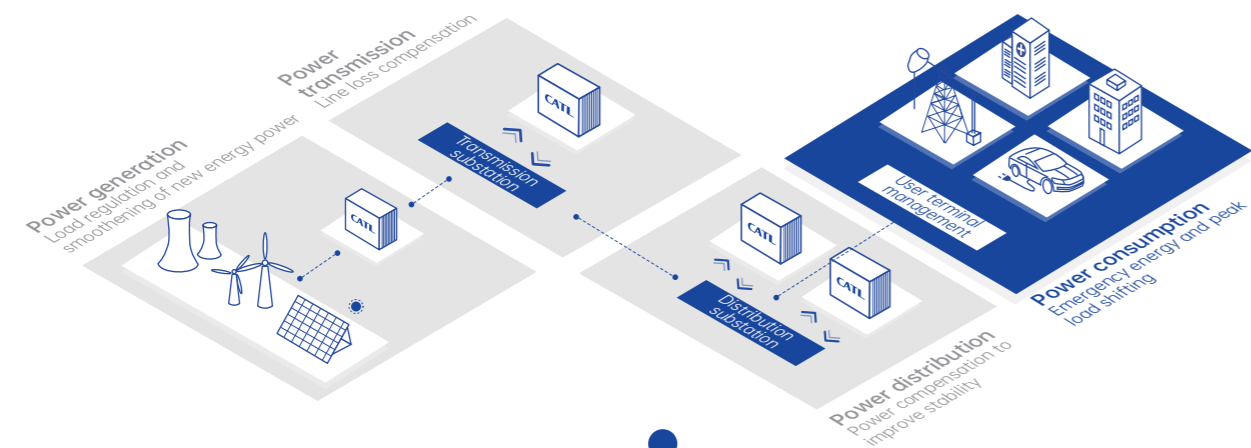 Power generation
Load regulation and
smoothening of new energy power
CATL
Power
transmission
Line loss compensation
CATL
Transmission
substation
CATL
CATL
Distribution
substation
Power distribution
Power compensation to
improve stability
User terminal
management
Power consumption
Emergency energy and peak
load shifting